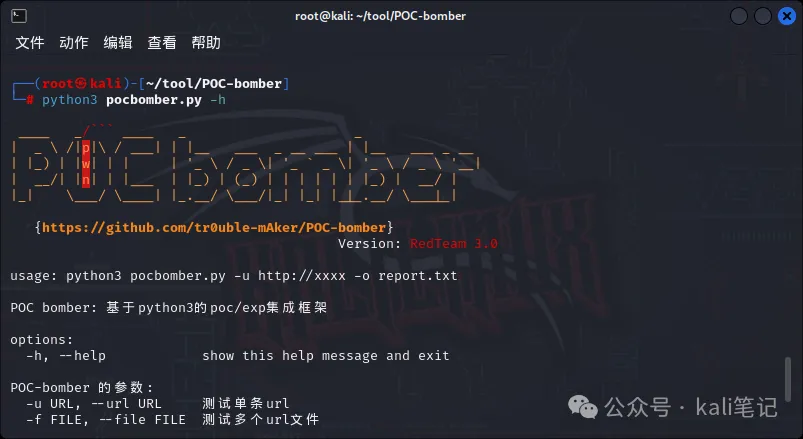 root@kali: ~/tool/POC-bomber
文件 动作 编辑 查看 帮助
┌──(root㉿kali)-[~/tool/POC-bomber]
└─# python3 pocbomber.py -h
POC bomber
pwn
{https://github.com/tr0uble-mAker/POC-bomber}
Version: RedTeam 3.0
usage: python3 pocbomber.py -u http://xxxx -o report.txt
POC bomber: 基于python3的poc/exp集成框架
options:
-h, --help show this help message and exit
POC-bomber 的参数:
-u URL, --url URL 测试单条url
-f FILE, --file FILE 测试多个url文件
公众号 · kali笔记